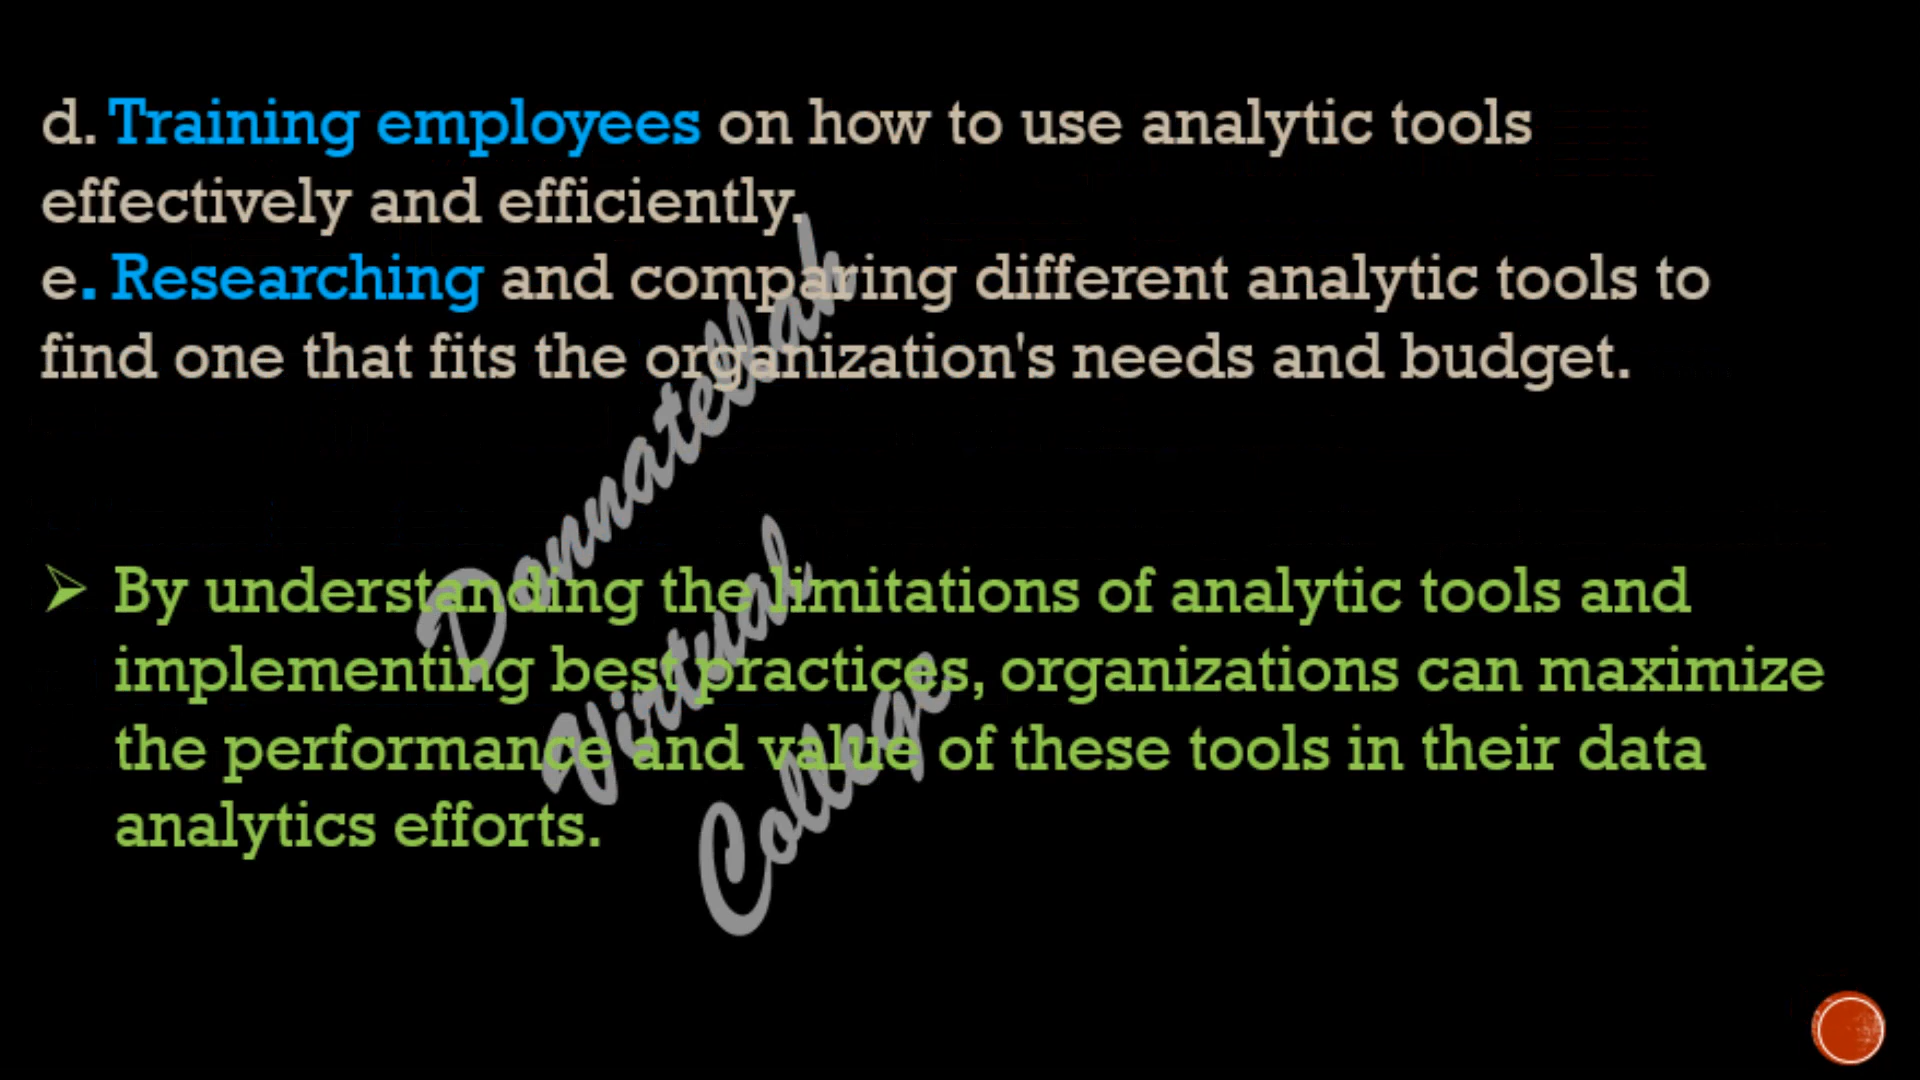 d. Training employees on how to use analytic tools
effectively and efficiently.
e. Researching and comparing different analytic tools to
find one that fits the organization's needs and budget.
➢ By understanding the limitations of analytic tools and
implementing best practices, organizations can maximize
the performance and value of these tools in their data
analytics efforts.
Donnatellah
Virtual
College